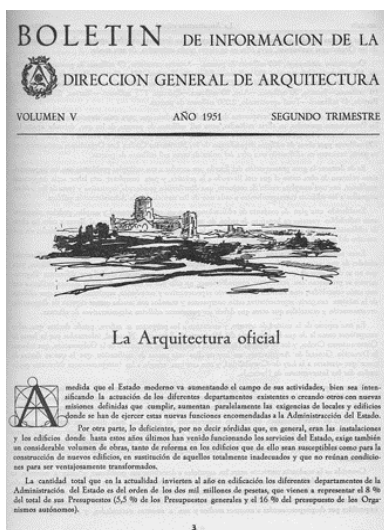 BOLETIN DE INFORMACION DE LA
DIRECCION GENERAL DE ARQUITECTURA
VOLUMEN V AÑO 1951 SEGUNDO TRIMESTRE
La Arquitectura oficial
A medida que el Estado moderno va aumentando el campo de sus actividades, bien sea inten-
sificando la actuación de los diferentes departamentos existentes o creando otros con nuevas
misiones definidas que cumplir, aumentan paralelamente las exigencias de locales y edificios
donde se han de ejercer estas nuevas funciones encomendadas a la Administración del Estado.
Por otra parte, lo deficientes, por no decir sórdidas que, en general, eran las instalaciones
y los edificios donde hasta estos años últimos han venido funcionando los servicios del Estado, exige también
un considerable volumen de obras, tanto de reforma en los edificios que de ello sean susceptibles como para la
construcción de nuevos edificios, en sustitución de aquellos totalmente inadecuados y que no reúnan condicio-
nes para ser ventajosamente transformados.
La cantidad total que en la actualidad invierten al año en edificación los diferentes departamentos de la
Administración del Estado es del orden de los dos mil millones de pesetas, que vienen a representar el 8 %
del total de sus Presupuestos (5,5 % de los Presupuestos generales y el 16 % del presupuesto de los Orga-
nismos autónomos).
3